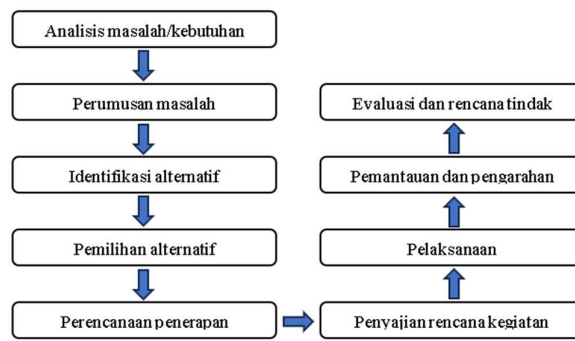 Analisis masalah/kebutuhan
Perumusan masalah
Identifikasi alternatif
Pemilihan alternatif
Perencanaan penerapan
Penyajian rencana kegiatan
Pelaksanaan
Pemantauan dan pengarahan
Evaluasi dan rencana tindak